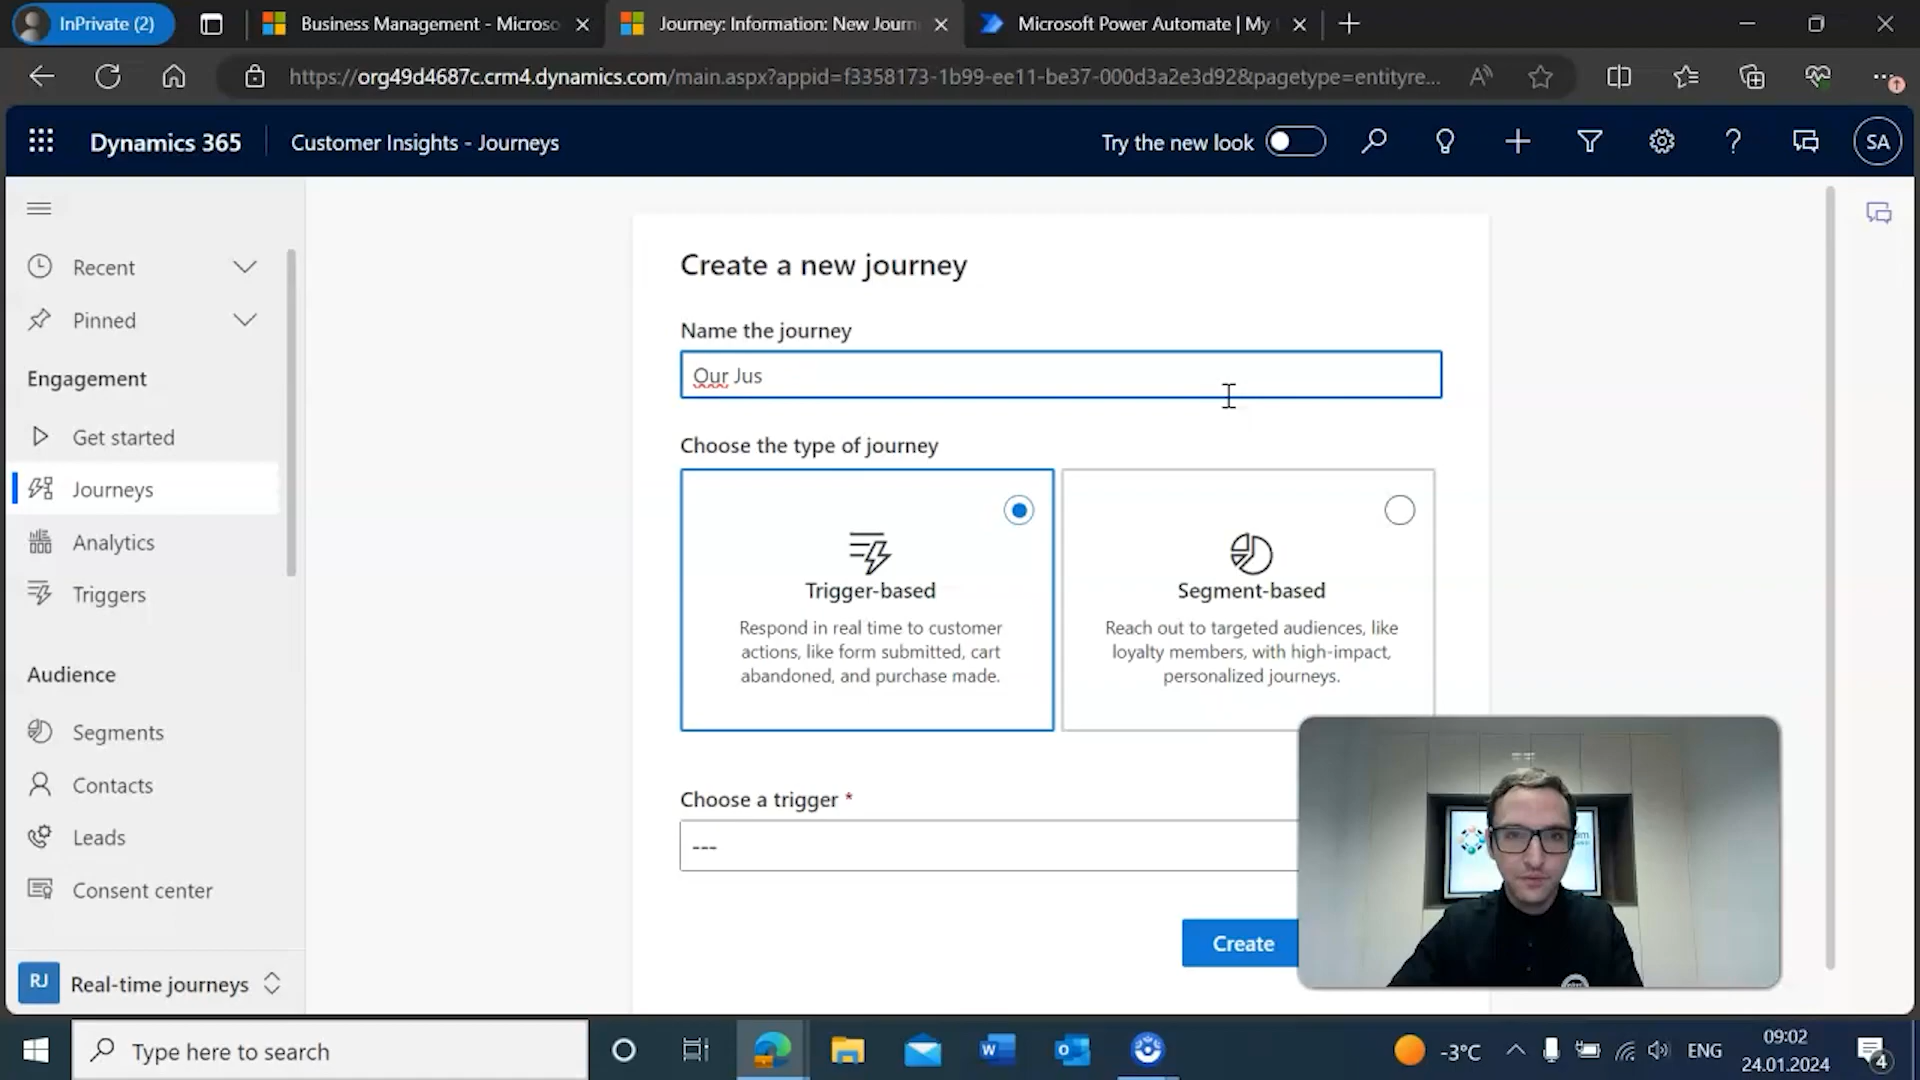 InPrivate (2)
Business Management - Microso
Journey: Information: New Journ
Microsoft Power Automate | My
https://org49d4687c.crm4.dynamics.com/main.aspx?appid=f3358173-1b99-ee11-be37-000d3a2e3d92&pagetype=entityre...
Dynamics 365
Customer Insights - Journeys
Try the new look
SA
Recent
Pinned
Engagement
Get started
Journeys
Analytics
Triggers
Audience
Segments
Contacts
Leads
Consent center
RJ
Real-time journeys
Create a new journey
Name the journey
Our Jus
Choose the type of journey
Trigger-based
Respond in real time to customer
actions, like form submitted, cart
abandoned, and purchase made.
Segment-based
Reach out to targeted audiences, like
loyalty members, with high-impact,
personalized journeys.
Choose a trigger *
---
Create
Type here to search
-3°C
ENG
09:02
24.01.2024
4